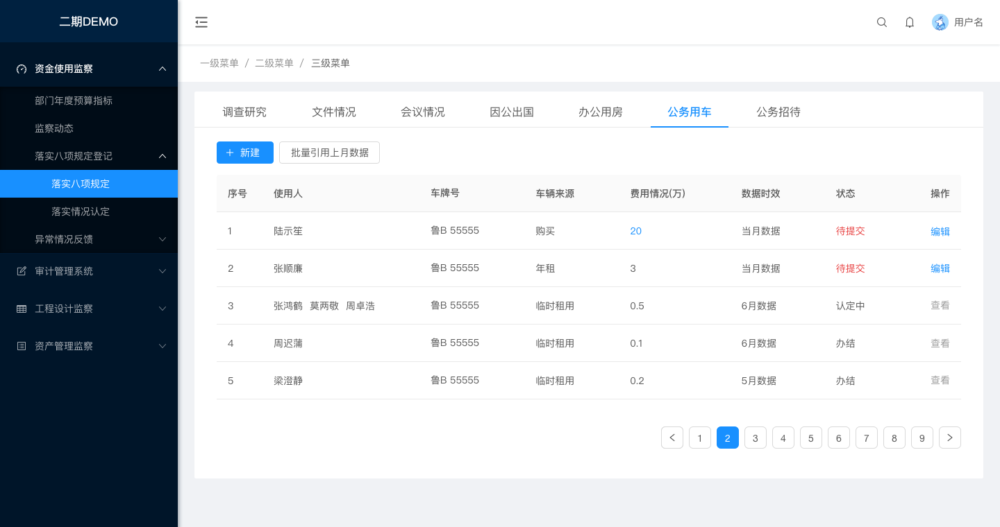 二期DEMO
用户名
资金使用监察
部门年度预算指标
监察动态
落实八项规定登记
落实八项规定
落实情况认定
异常情况反馈
审计管理系统
工程设计监察
资产管理监察
一级菜单 / 二级菜单 / 三级菜单
调查研究 文件情况 会议情况 因公出国 办公用房 公务用车 公务招待
新建 批量引用上月数据
序号 使用人 车牌号 车辆来源 费用情况(万) 数据时效 状态 操作
1 陆示笙 鲁B 55555 购买 20 当月数据 待提交 编辑
2 张顺廉 鲁B 55555 年租 3 当月数据 待提交 编辑
3 张鸿鹤 莫两敬 周卓浩 鲁B 55555 临时租用 0.5 6月数据 认定中 查看
4 周迟蒲 鲁B 55555 临时租用 0.1 6月数据 办结 查看
5 梁澄静 鲁B 55555 临时租用 0.2 5月数据 办结 查看
1 2 3 4 5 6 7 8 9